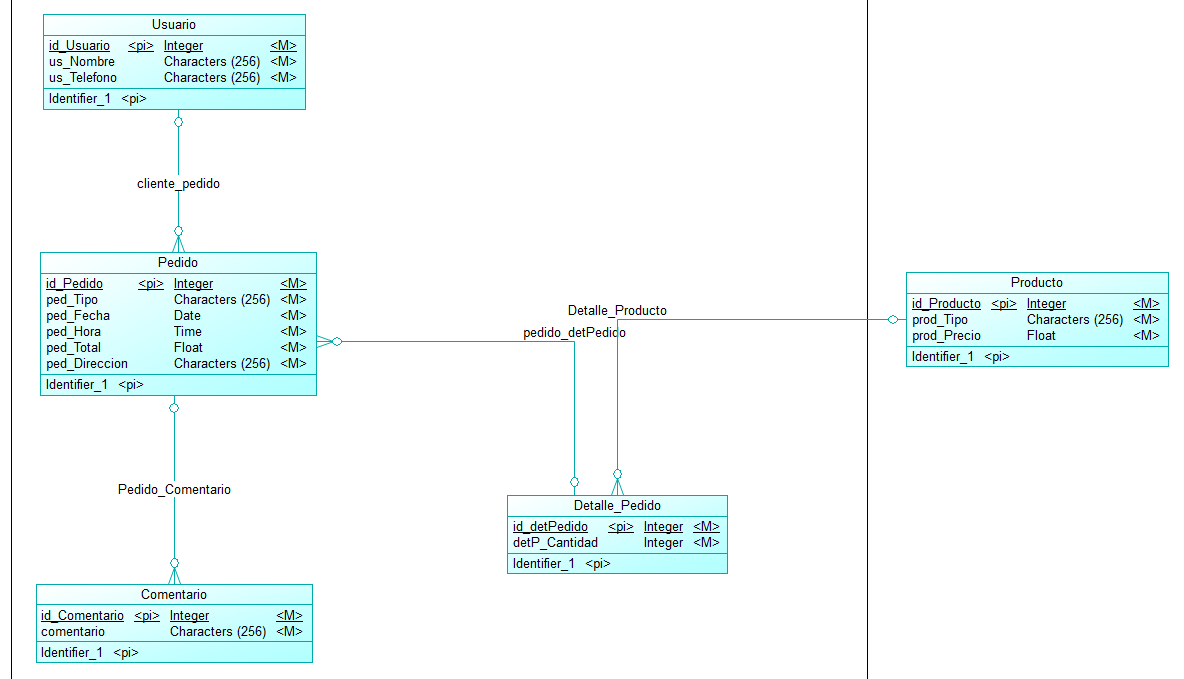 Usuario
id_Usuario <pi> Integer <M>
us_Nombre Characters (256) <M>
us_Telefono Characters (256) <M>
Identifier_1 <pi>
cliente_pedido
Pedido
id_Pedido <pi> Integer <M>
ped_Tipo Characters (256) <M>
ped_Fecha Date <M>
ped_Hora Time <M>
ped_Total Float <M>
ped_Direccion Characters (256) <M>
Identifier_1 <pi>
Detalle_Producto
pedido_detPedido
Producto
id_Producto <pi> Integer <M>
prod_Tipo Characters (256) <M>
prod_Precio Float <M>
Identifier_1 <pi>
Pedido_Comentario
Detalle_Pedido
id_detPedido <pi> Integer <M>
detP_Cantidad Integer <M>
Identifier_1 <pi>
Comentario
id_Comentario <pi> Integer <M>
comentario Characters (256) <M>
Identifier_1 <pi>